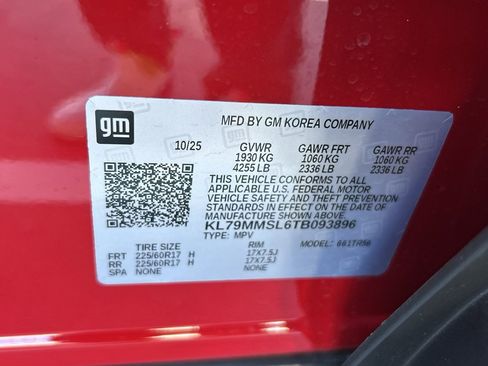 gm
MFD BY GM KOREA COMPANY
10/25 GVWR GAWR FRT GAWR RR
1930 KG 1060 KG 1060 KG
4255 LB 2336 LB 2336 LB
THIS VEHICLE CONFORMS TO ALL
APPLICABLE U.S. FEDERAL MOTOR
VEHICLE SAFETY AND THEFT PREVENTION
STANDARDS IN EFFECT ON THE DATE OF
MANUFACTURE SHOWN ABOVE.
KL79MMSL6TB093896
TYPE: MPV MODEL: 661TR56
TIRE SIZE RIM
FRT 225/60R17 H 17X7.5J
RR 225/60R17 H 17X7.5J
SPA NONE NONE